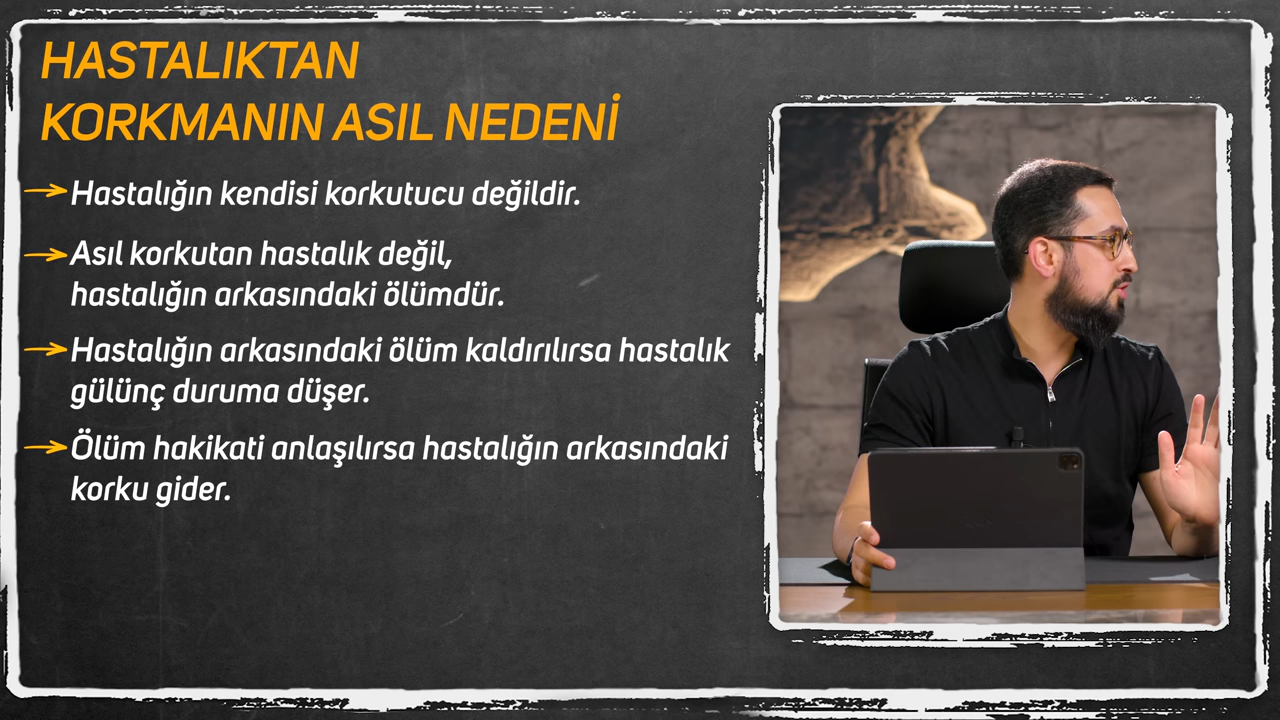 HASTALIKTAN
KORKMANIN ASIL NEDENİ
Hastalığın kendisi korkutucu değildir.
Asıl korkutan hastalık değil,
hastalığın arkasındaki ölümdür.
Hastalığın arkasındaki ölüm kaldırılırsa hastalık
gülünç duruma düşer.
Ölüm hakikati anlaşılırsa hastalığın arkasındaki
korku gider.